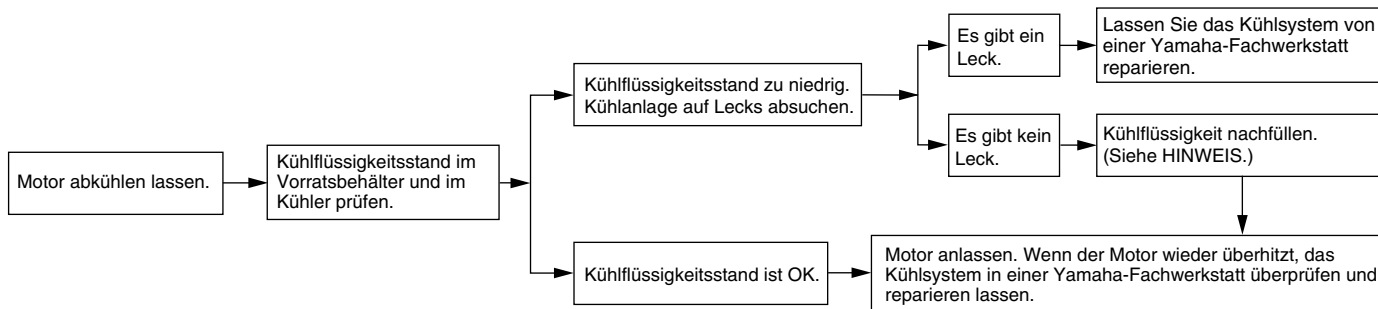 Motor abkühlen lassen.
Kühlflüssigkeitsstand im
Vorratsbehälter und im
Kühler prüfen.
Kühlflüssigkeitsstand zu niedrig.
Kühlanlage auf Lecks absuchen.
Es gibt ein
Leck.
Lassen Sie das Kühlsystem von
einer Yamaha-Fachwerkstatt
reparieren.
Es gibt kein
Leck.
Kühlflüssigkeit nachfüllen.
(Siehe HINWEIS.)
Kühlflüssigkeitsstand ist OK.
Motor anlassen. Wenn der Motor wieder überhitzt, das
Kühlsystem in einer Yamaha-Fachwerkstatt überprüfen und
reparieren lassen.